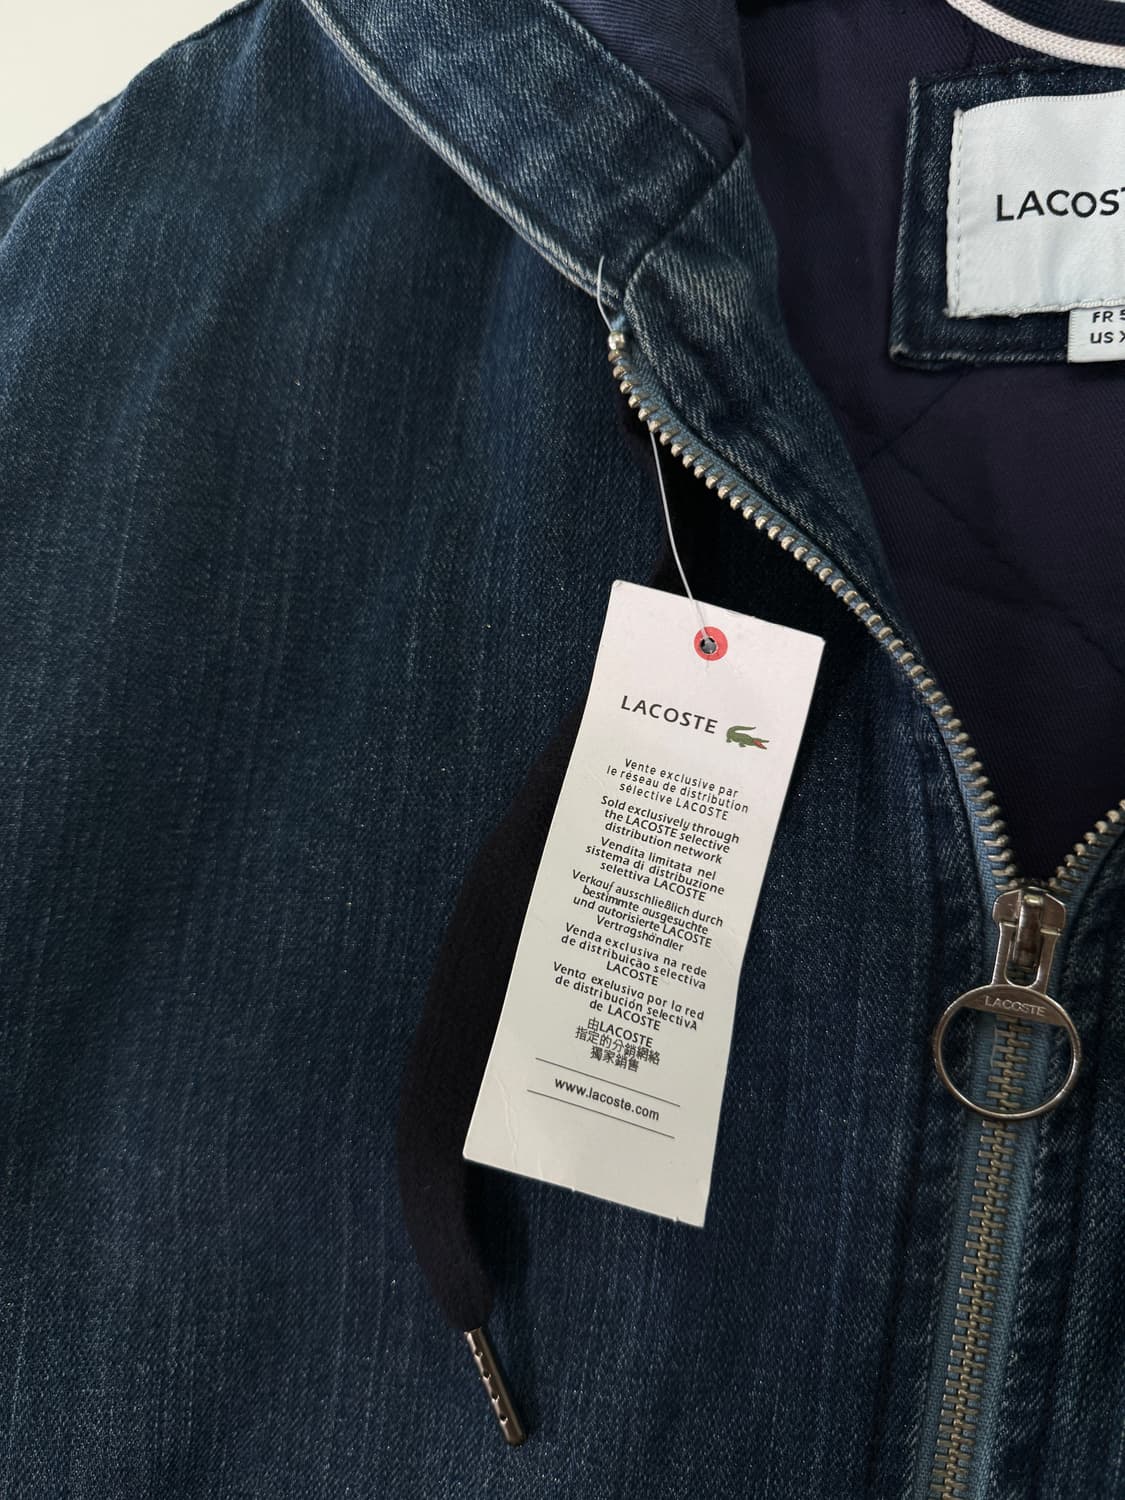 LACOSTE
FR 5
US X
LACOSTE
Vente exclusive par
le réseau de distribution
sélective LACOSTE
Sold exclusively through
the LACOSTE selective
distribution network
Vendita limitata nel
sistema di distribuzione
selettiva LACOSTE
Verkauf ausschließlich durch
bestimmte ausgesuchte
und autorisierte LACOSTE
Vertragshändler
Venda exclusiva na rede
de distribuição selectiva
LACOSTE
Venta exclusiva por la red
de distribución selectiva
de LACOSTE
由LACOSTE
指定的分銷網絡
獨家銷售
www.lacoste.com
LACOSTE